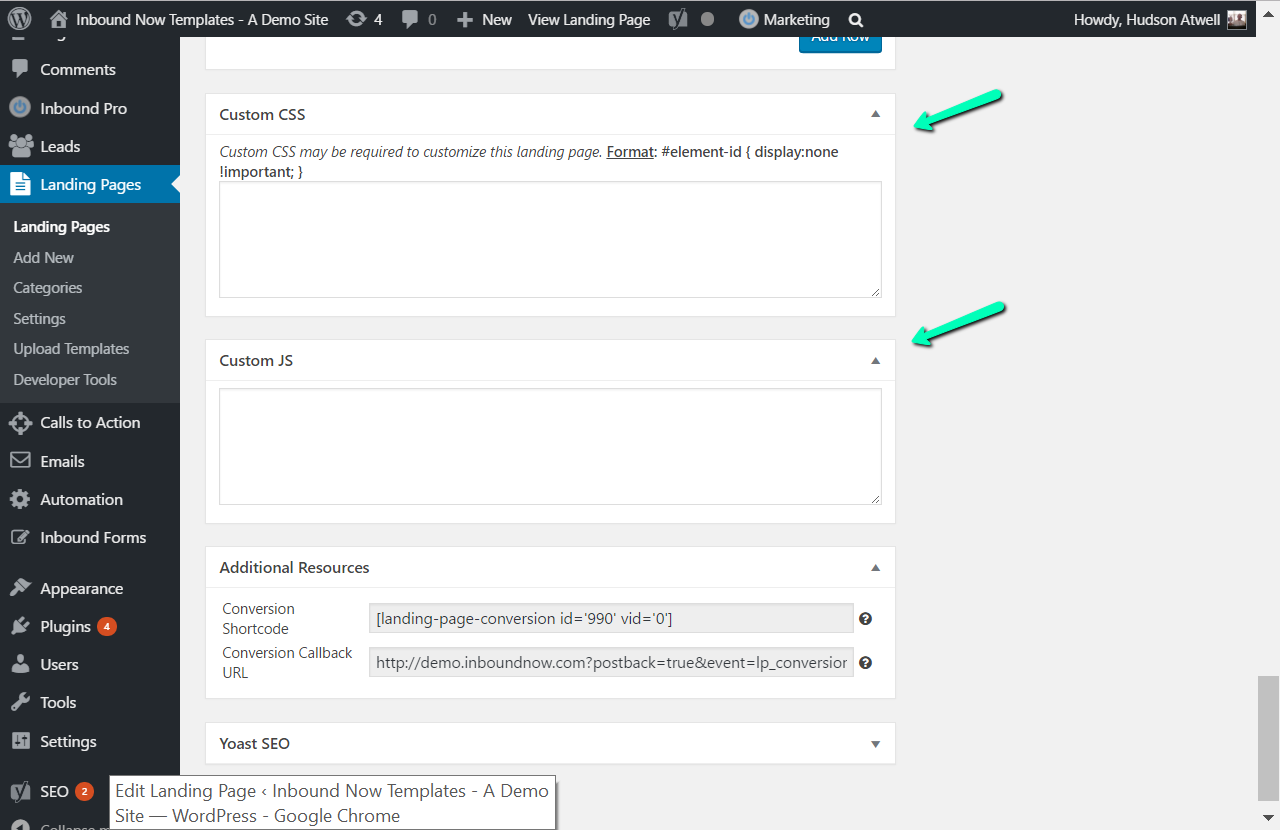 Inbound Now Templates - A Demo Site 4 0 New View Landing Page Marketing Howdy, Hudson Atwell
Comments
Inbound Pro
Leads
Landing Pages
Landing Pages
Add New
Categories
Settings
Upload Templates
Developer Tools
Calls to Action
Emails
Automation
Inbound Forms
Appearance
Plugins 4
Users
Tools
Settings
SEO 2
Collapse m
Add Row
Custom CSS
Custom CSS may be required to customize this landing page. Format: #element-id { display:none
!important; }
Custom JS
Additional Resources
Conversion
Shortcode
[landing-page-conversion id='990' vid='0']
Conversion Callback
URL
http://demo.inboundnow.com?postback=true&event=lp_conversion
Yoast SEO
Edit Landing Page ‹ Inbound Now Templates - A Demo
Site — WordPress - Google Chrome